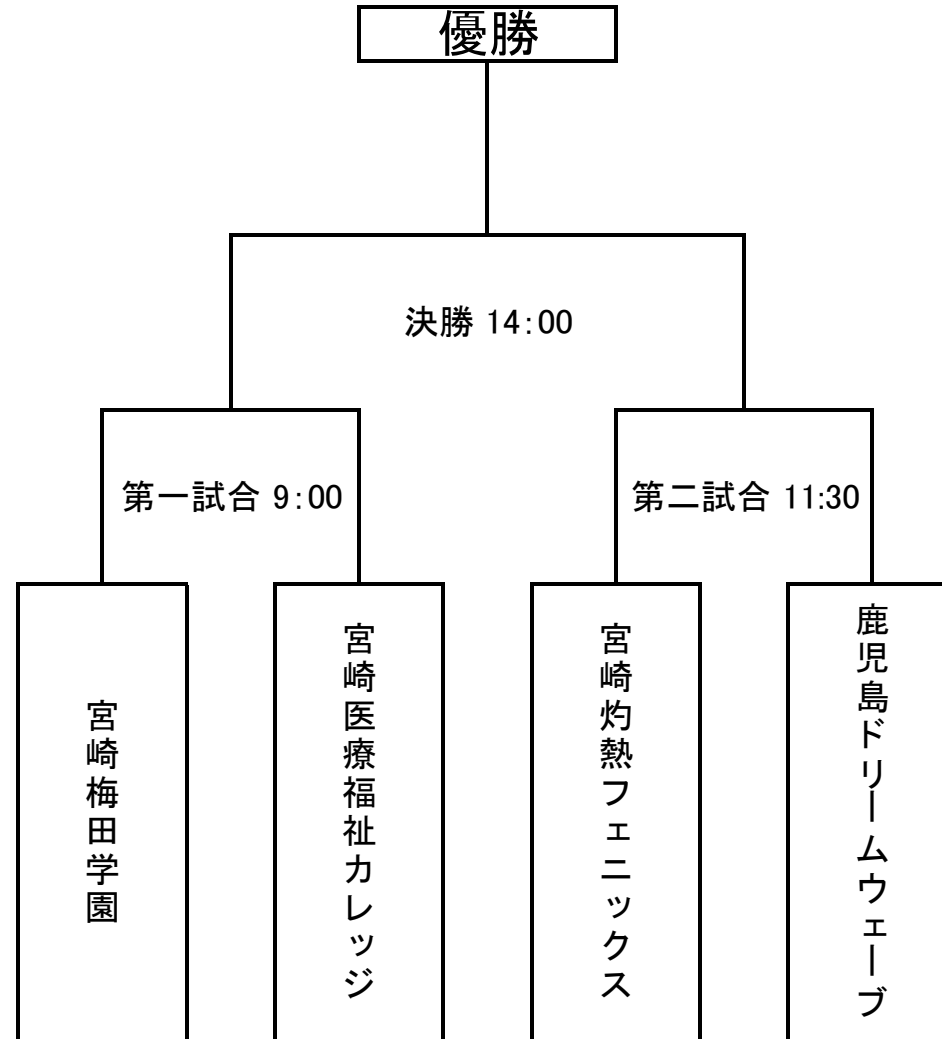 優勝
決勝 14:00
第一試合 9:00
第二試合 11:30
宮崎梅田学園
宮崎医療福祉カレッジ
宮崎灼熱フェニックス
鹿児島ドリームウェーブ